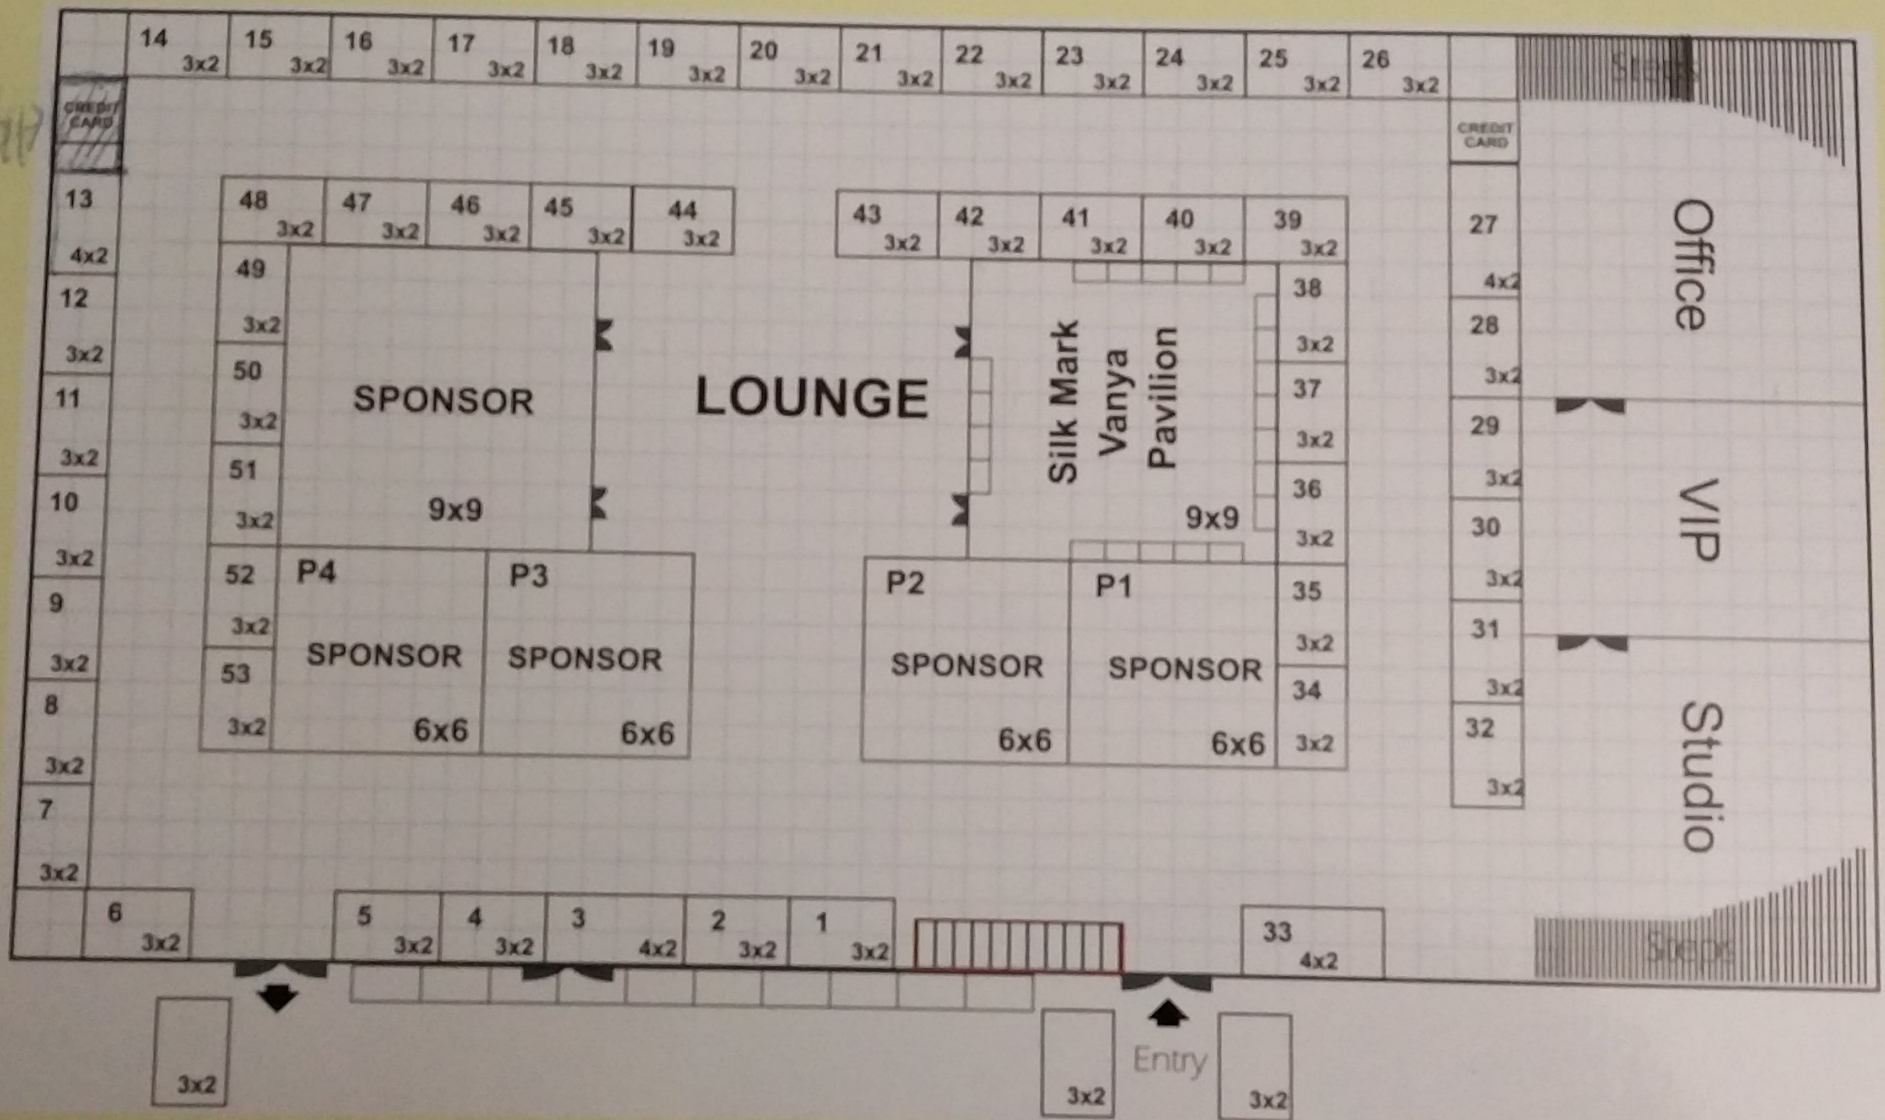 14 3x2 15 3x2 16 3x2 17 3x2 18 3x2 19 3x2 20 3x2 21 3x2 22 3x2 23 3x2 24 3x2 25 3x2 26 3x2
Steps
CREDIT
CARD
CREDIT
CARD
13
4x2
12
3x2
11
3x2
10
3x2
9
3x2
8
3x2
7
3x2
48 3x2 47 3x2 46 3x2 45 3x2 44 3x2
43 3x2 42 3x2 41 3x2 40 3x2 39 3x2
49
3x2
50
3x2
51
3x2
52
3x2
53
3x2
SPONSOR
9x9
LOUNGE
Silk Mark
Vanya
Pavilion
9x9
38
3x2
37
3x2
36
3x2
35
3x2
34
3x2
P4
SPONSOR
6x6
P3
SPONSOR
6x6
P2
SPONSOR
6x6
P1
SPONSOR
6x6
27
4x2
28
3x2
29
3x2
30
3x2
31
3x2
32
3x2
Office
VIP
Studio
6 3x2 5 3x2 4 3x2 3 4x2 2 3x2 1 3x2
33
4x2
Steps
3x2
3x2
Entry
3x2